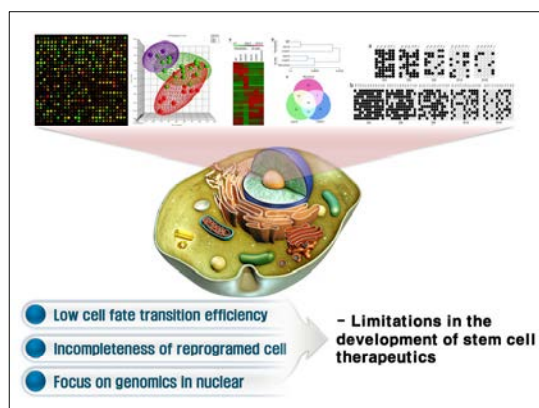 Low cell fate transition efficiency
Incompleteness of reprogramed cell
Focus on genomics in nuclear
- Limitations in the
development of stem cell
therapeutics